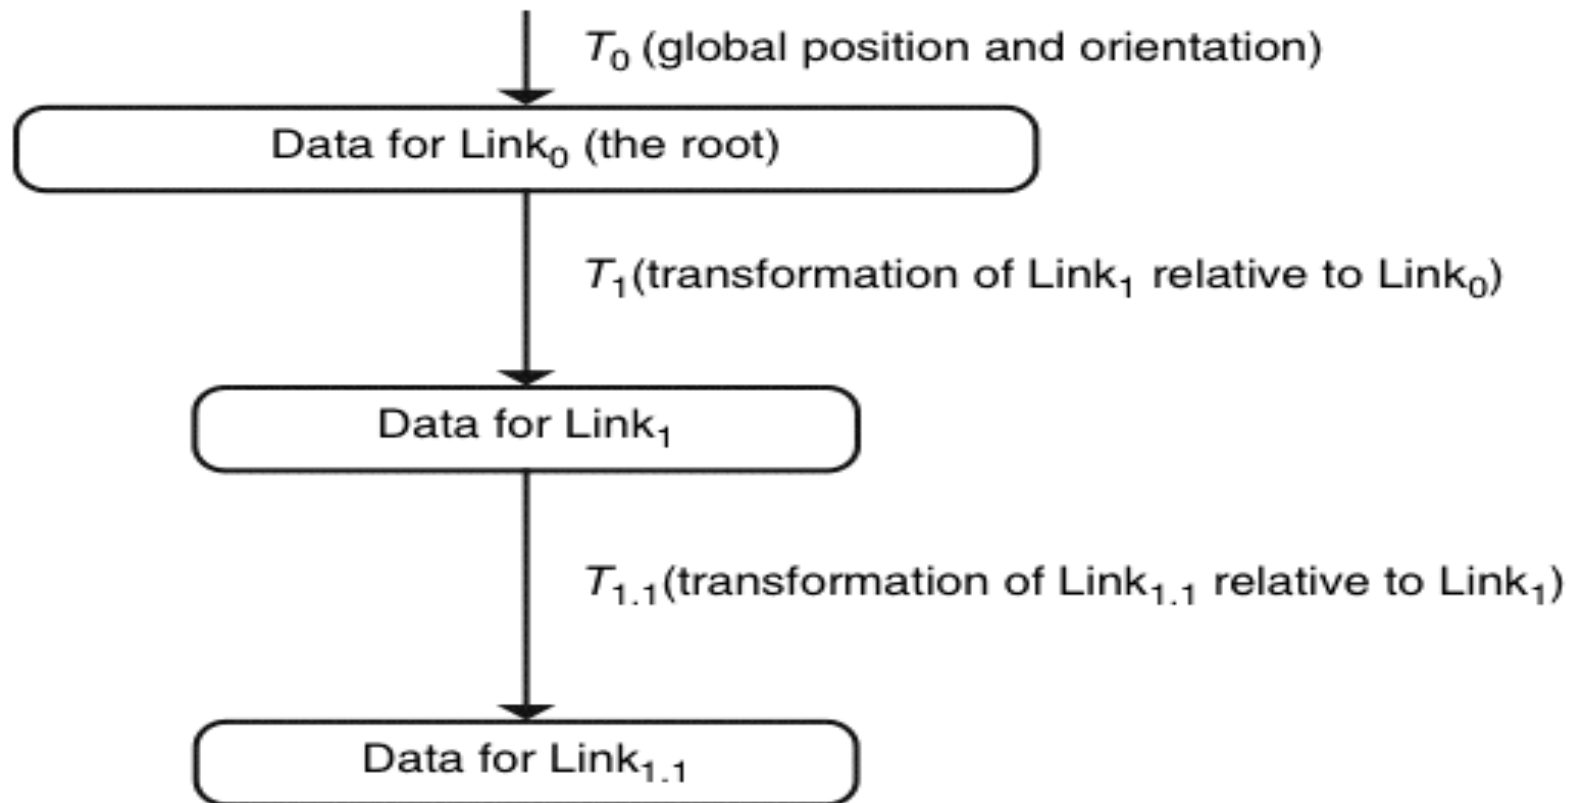 T₀ (global position and orientation)
Data for Link₀ (the root)
T₁(transformation of Link₁ relative to Link₀)
Data for Link₁
T₁.₁(transformation of Link₁.₁ relative to Link₁)
Data for Link₁.₁